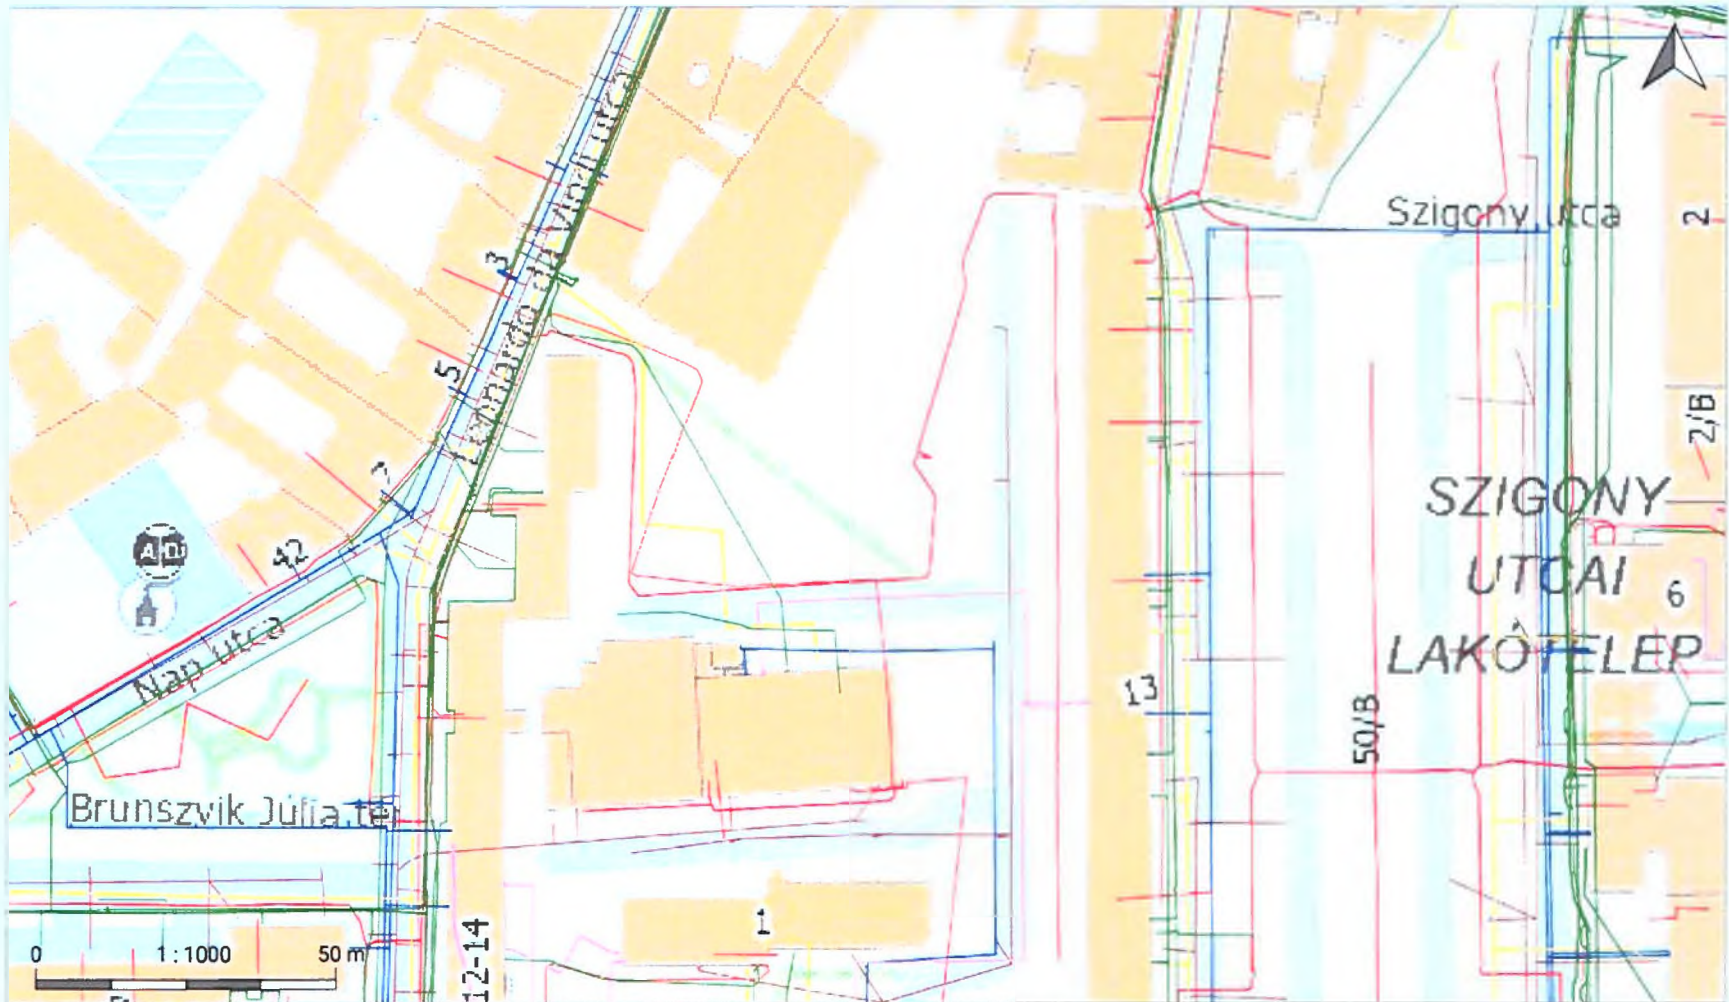 Leonardo da Vinci utca
Szigony utca
2
3
5
2/B
7
SZIGONY
UTCAI
LAKÓTELEP
42
6
Nap utca
13
50/B
Brunszvik Júlia tér
1
12-14
0 1 : 1000 50 m